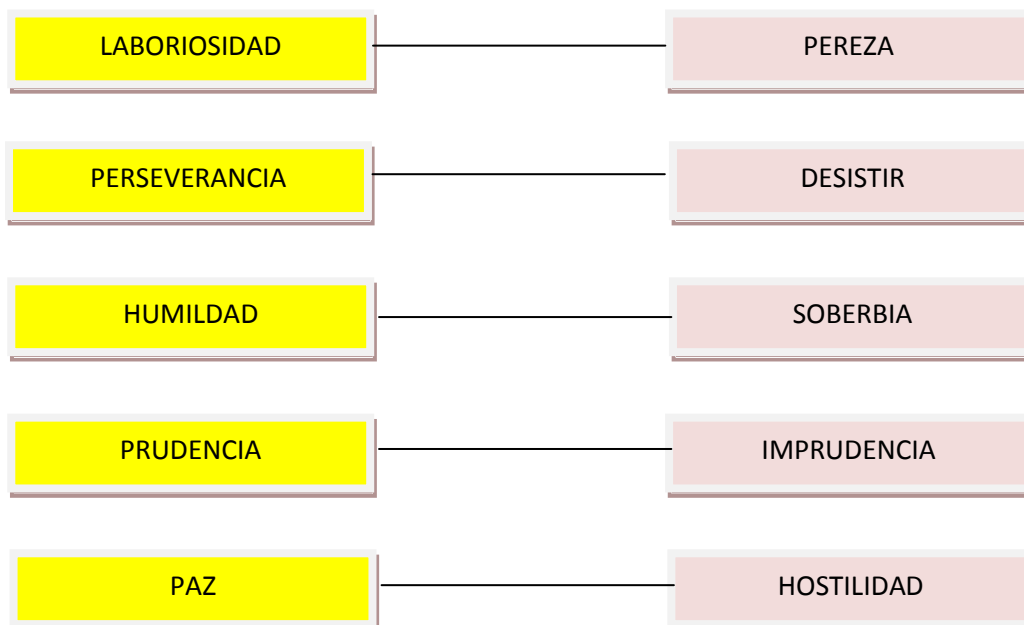 LABORIOSIDAD PEREZA
PERSEVERANCIA DESISTIR
HUMILDAD SOBERBIA
PRUDENCIA IMPRUDENCIA
PAZ HOSTILIDAD